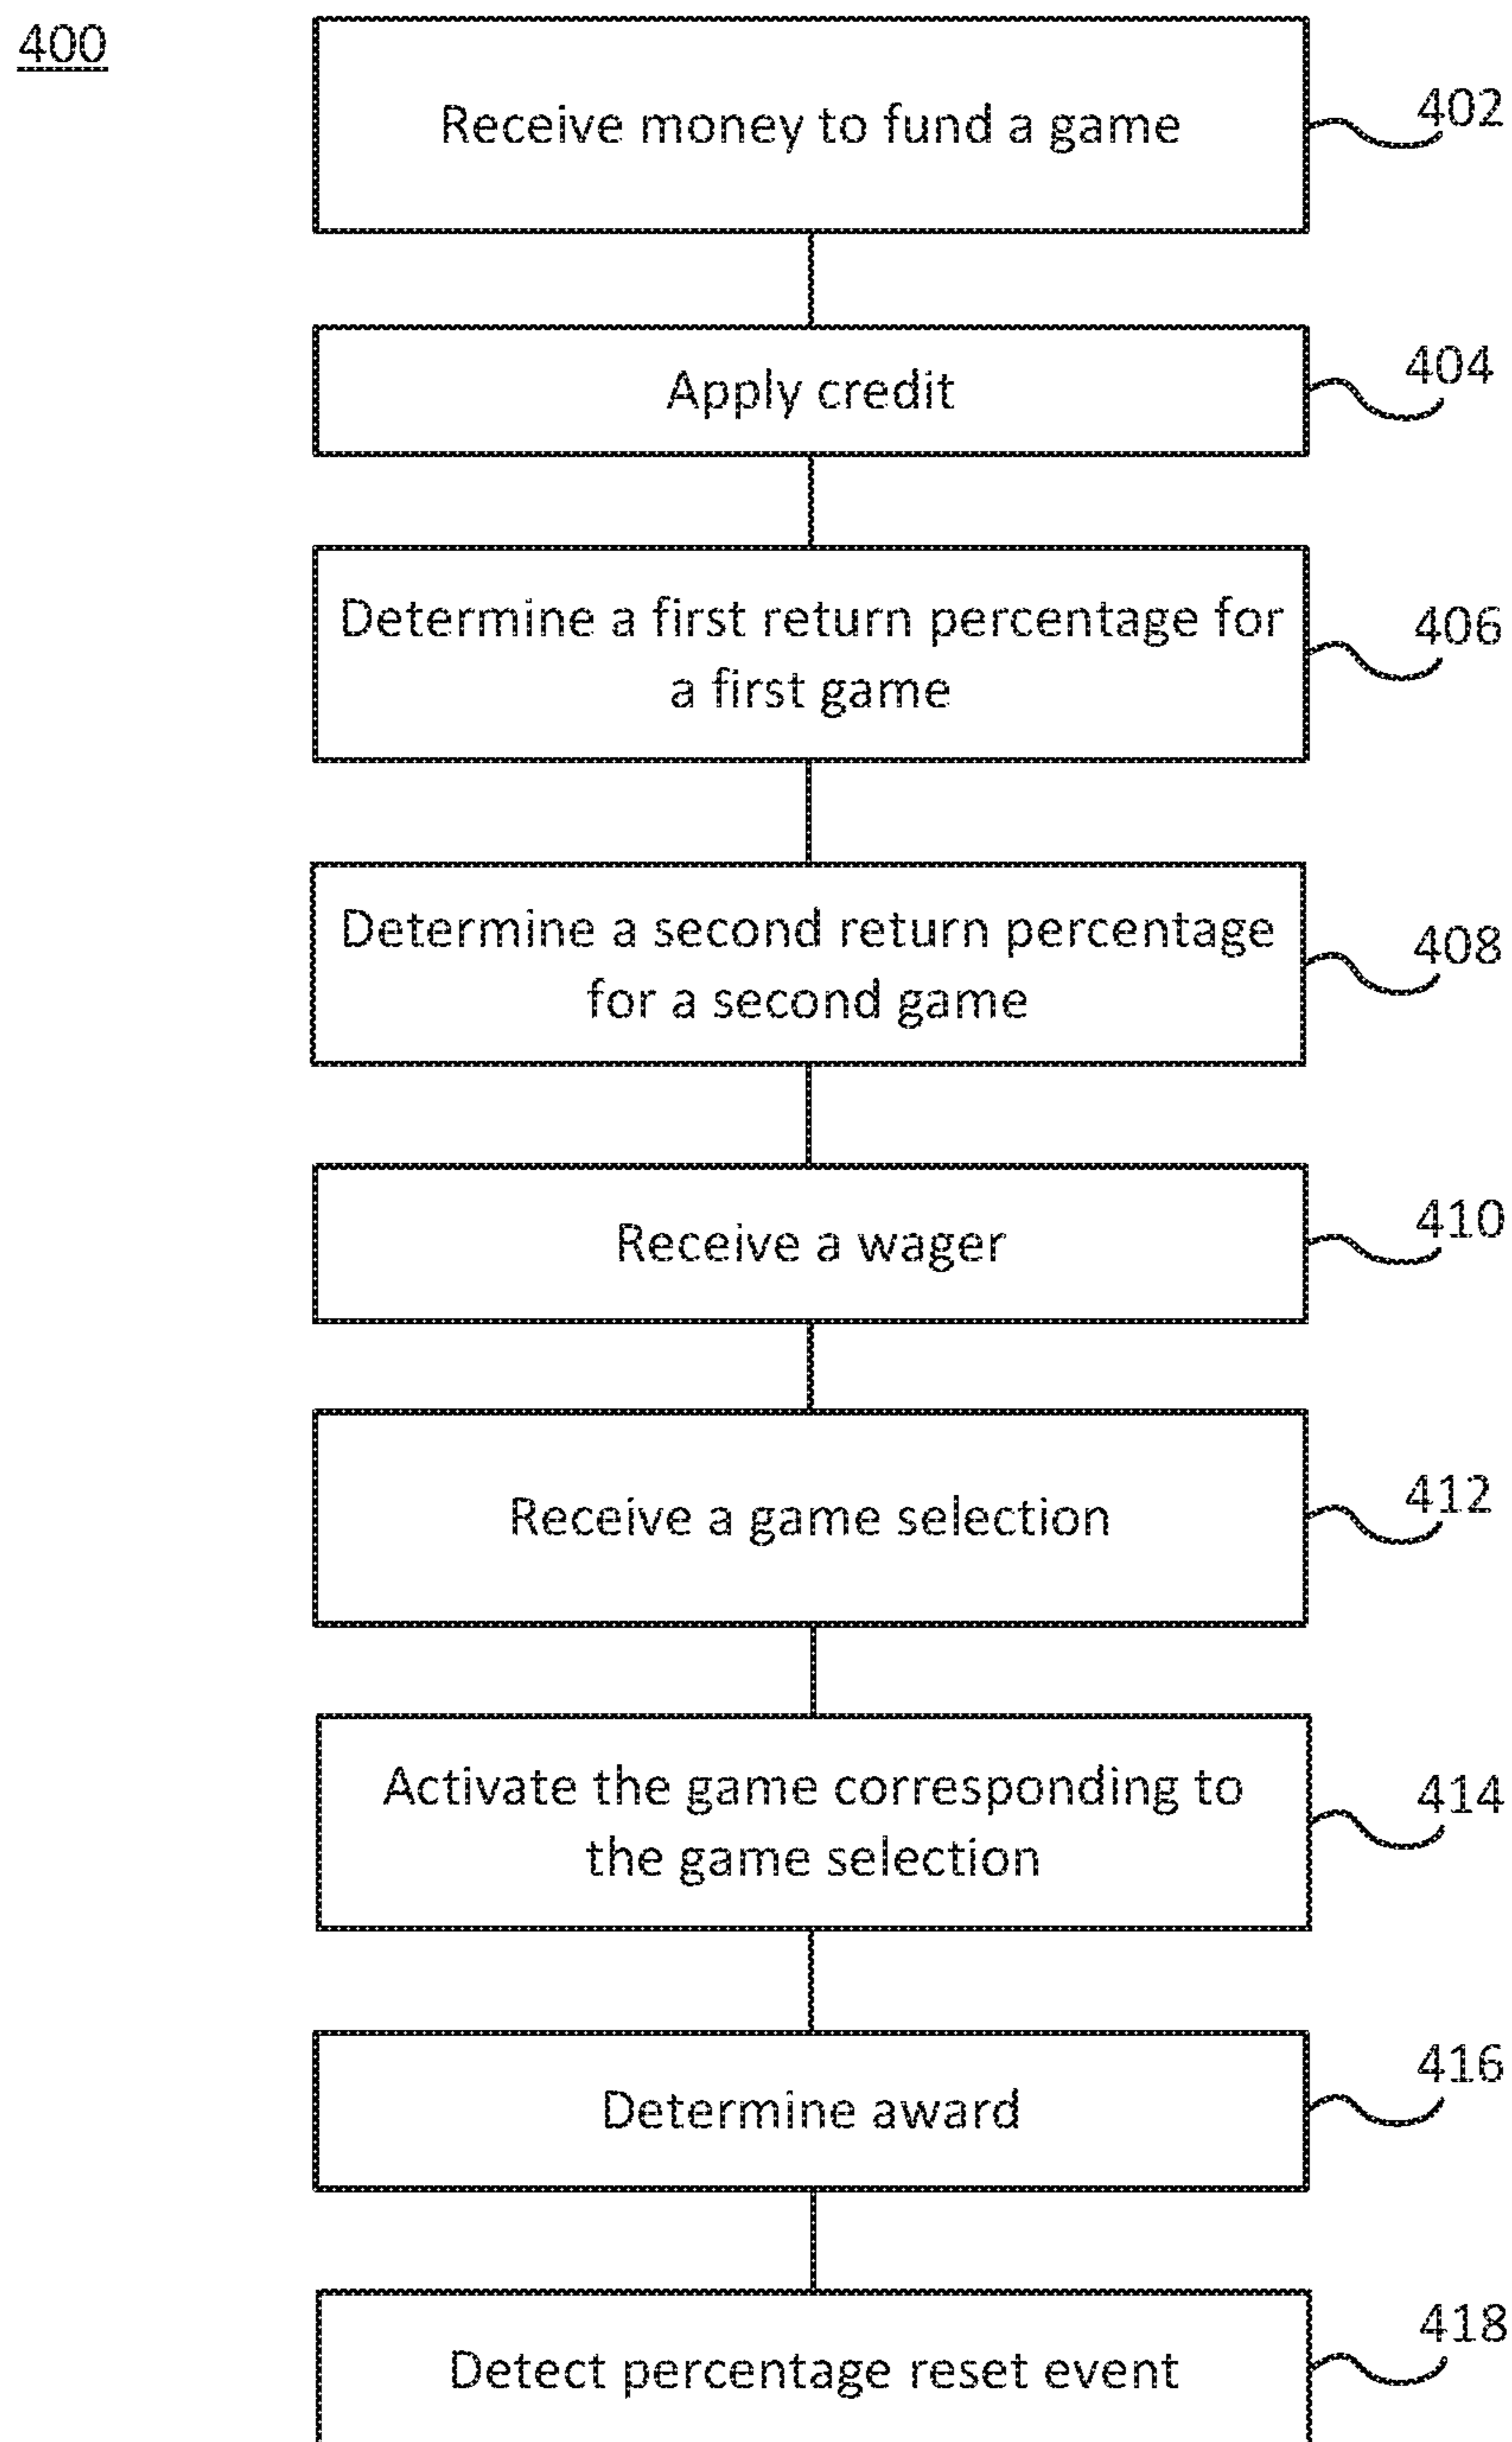 400
Receive money to fund a game
402
Apply credit
404
Determine a first return percentage for
a first game
406
Determine a second return percentage
for a second game
408
Receive a wager
410
Receive a game selection
412
Activate the game corresponding to
the game selection
414
Determine award
416
Detect percentage reset event
418